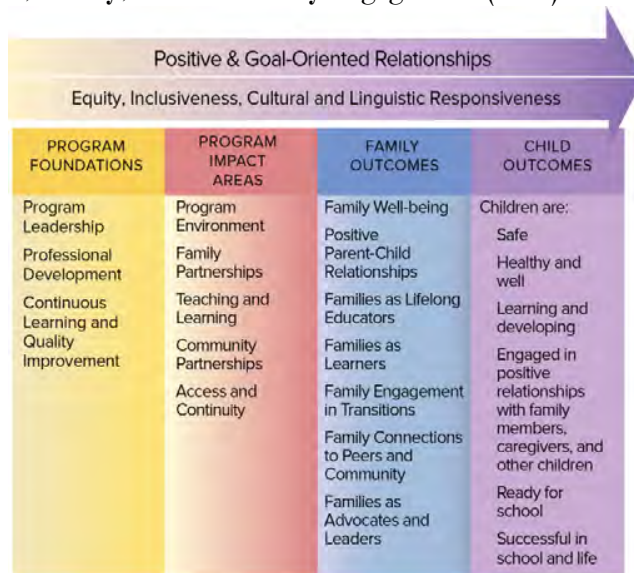 Positive & Goal-Oriented Relationships
Equity, Inclusiveness, Cultural and Linguistic Responsiveness
PROGRAM
FOUNDATIONS
Program
Leadership
Professional
Development
Continuous
Learning and
Quality
Improvement
PROGRAM
IMPACT
AREAS
Program
Environment
Family
Partnerships
Teaching and
Learning
Community
Partnerships
Access and
Continuity
FAMILY
OUTCOMES
Family Well-being
Positive
Parent-Child
Relationships
Families as Lifelong
Educators
Families as
Learners
Family Engagement
in Transitions
Family Connections
to Peers and
Community
Families as
Advocates and
Leaders
CHILD
OUTCOMES
Children are:
Safe
Healthy and
well
Learning and
developing
Engaged in
positive
relationships
with family
members,
caregivers, and
other children
Ready for
school
Successful in
school and life